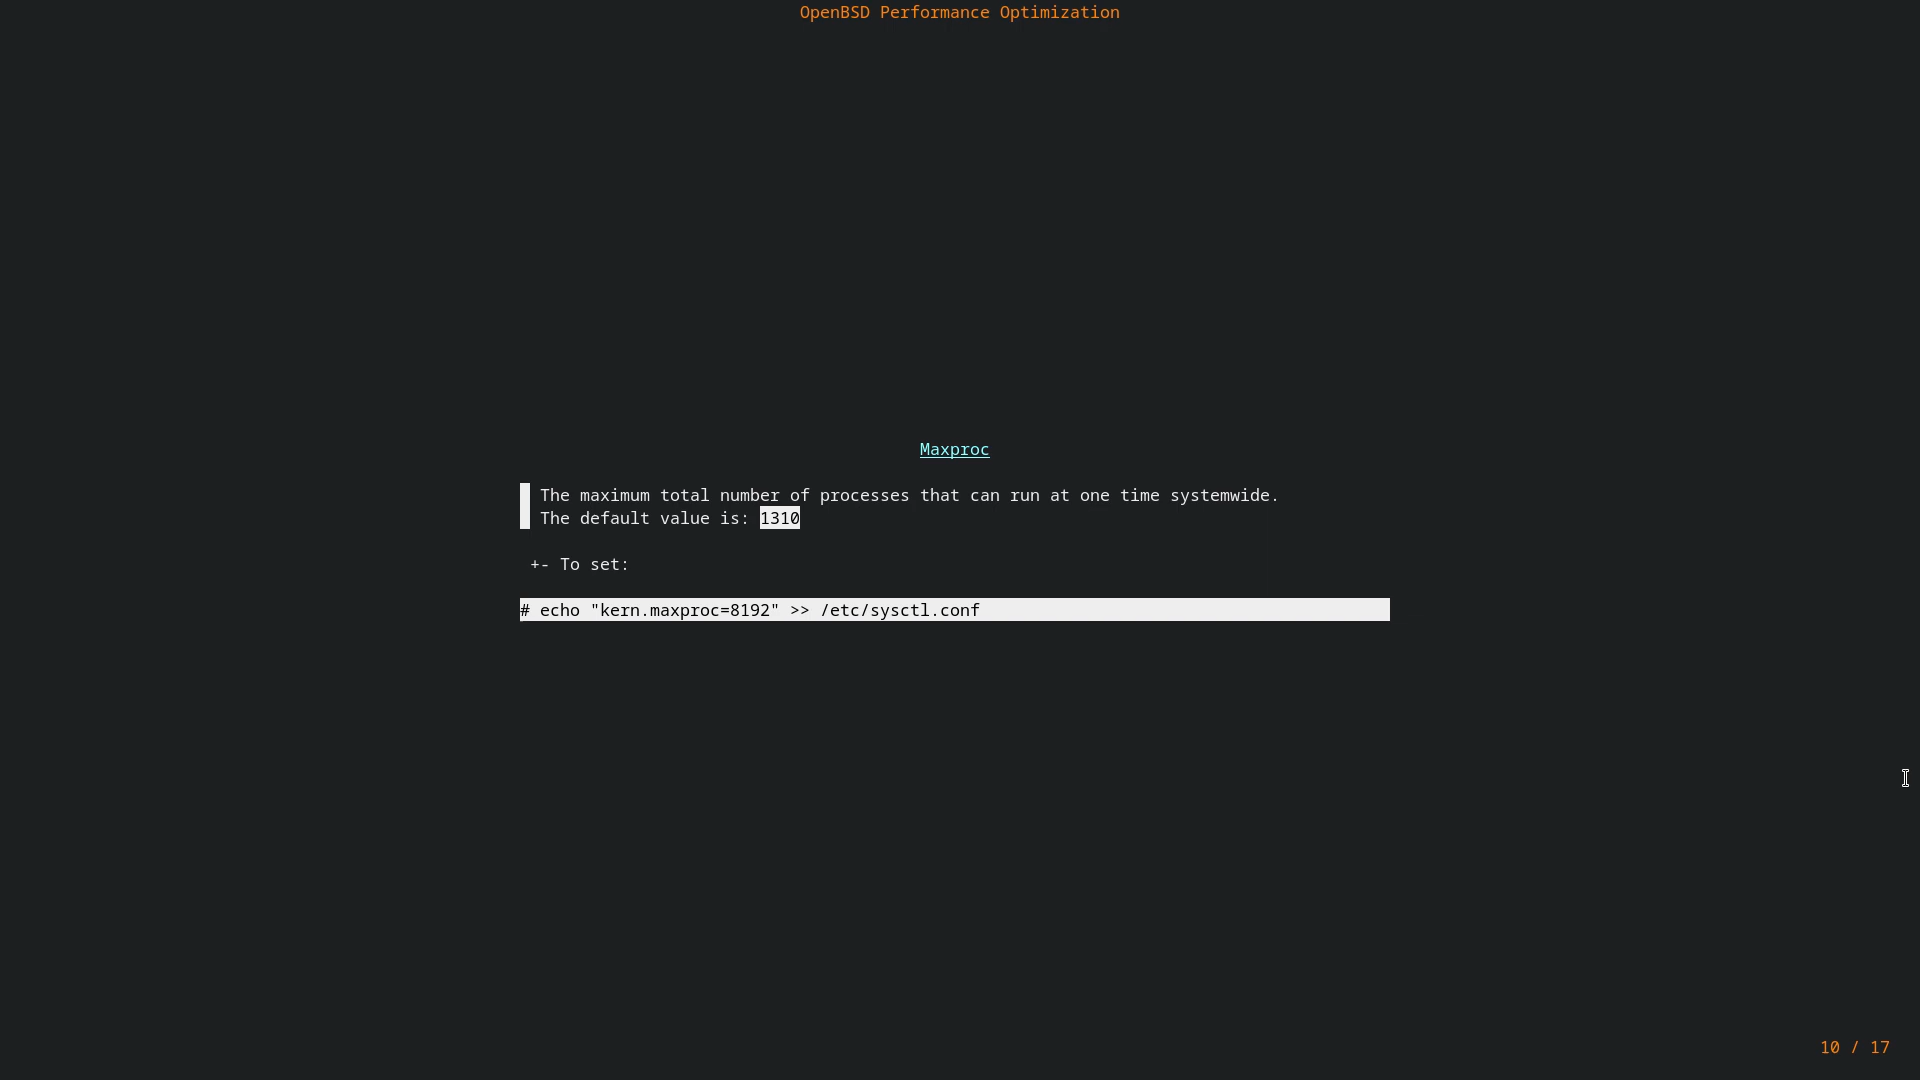 OpenBSD Performance Optimization
Maxproc
The maximum total number of processes that can run at one time systemwide.
The default value is: 1310
+- To set:
# echo "kern.maxproc=8192" >> /etc/sysctl.conf
10 / 17